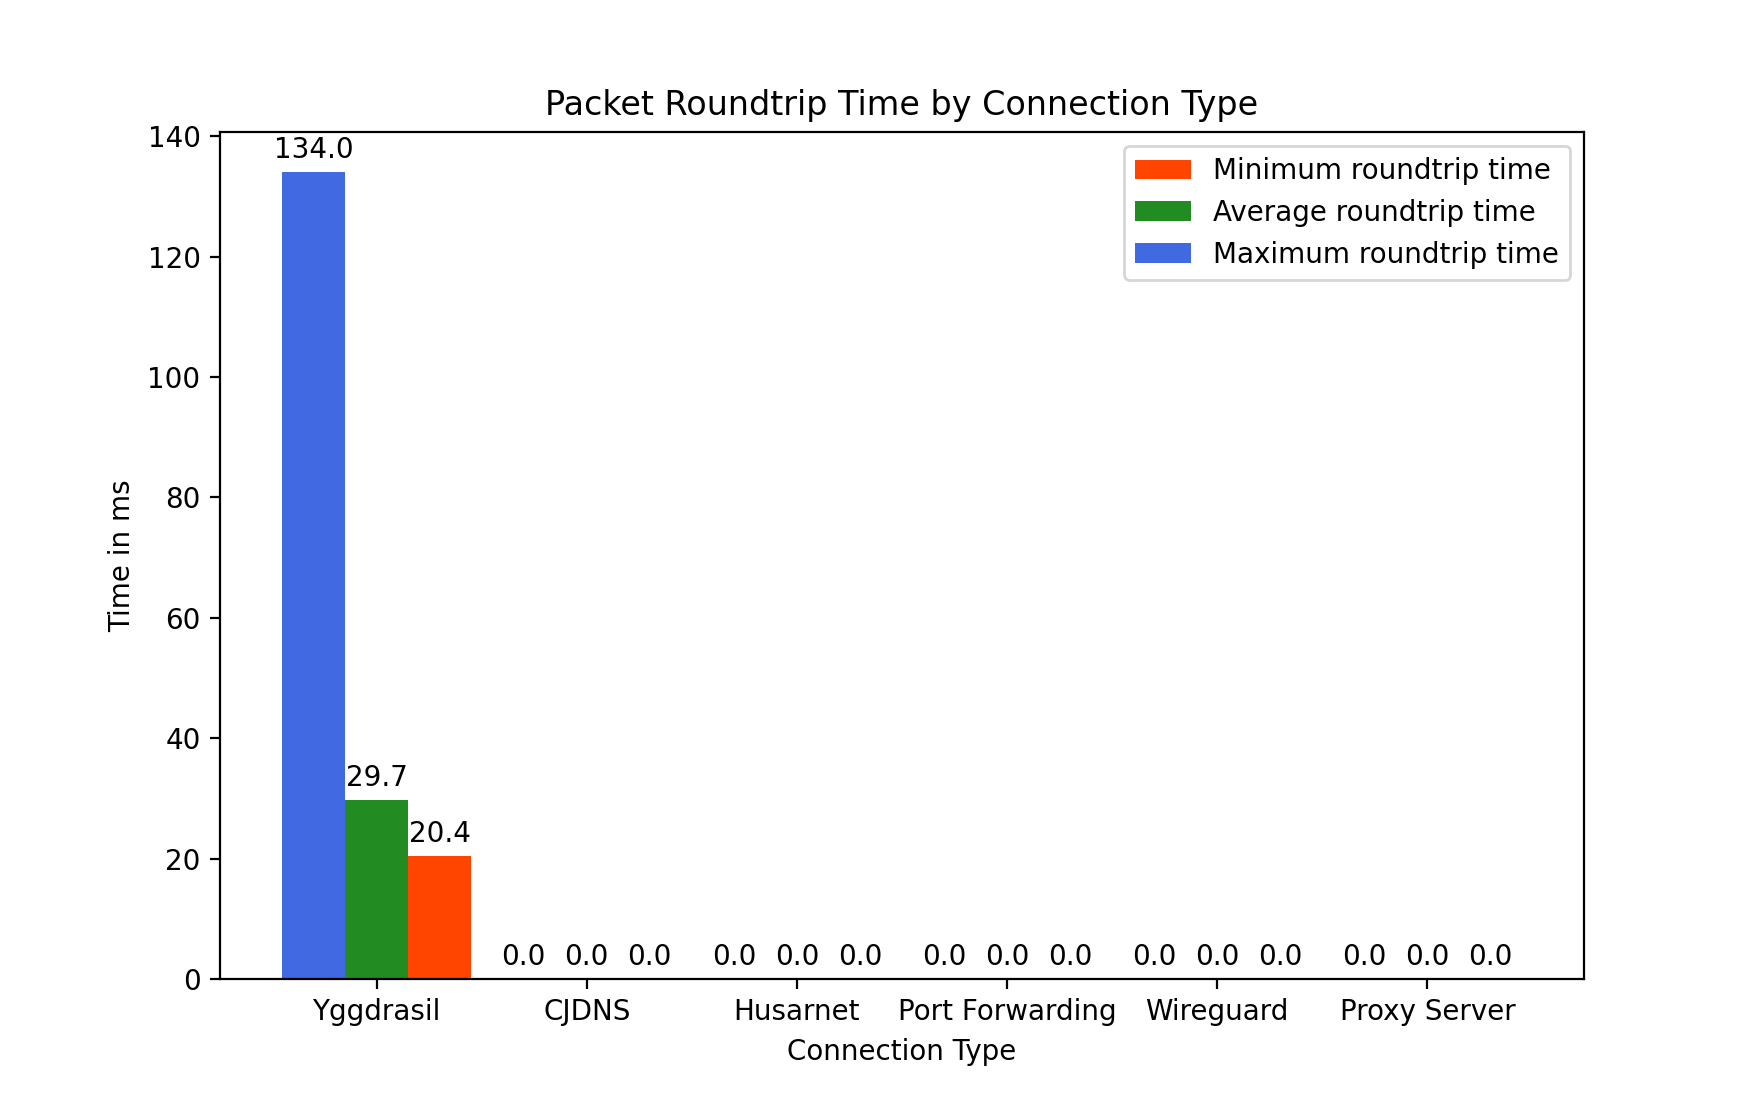 Packet Roundtrip Time by Connection Type
140
120
100
80
60
40
20
0
Time in ms
134.0
29.7
20.4
0.0 0.0 0.0 0.0 0.0 0.0 0.0 0.0 0.0 0.0 0.0 0.0 0.0 0.0 0.0
Minimum roundtrip time
Average roundtrip time
Maximum roundtrip time
Yggdrasil CJDNS Husarnet Port Forwarding Wireguard Proxy Server
Connection Type